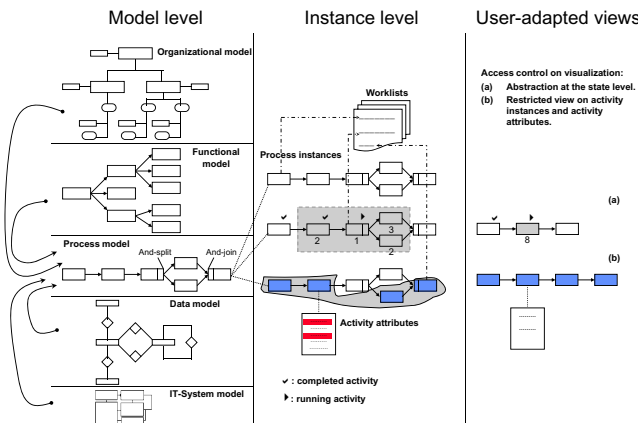 Model level
Instance level
User-adapted views
Organizational model
Worklists
Access control on visualization:
(a) Abstraction at the state level.
(b) Restricted view on activity
instances and activity
attributes.
Functional
model
Process instances
Process model
And-split
And-join
2
1
3
2
(a)
8
(b)
Data model
Activity attributes
IT-System model
: completed activity
: running activity